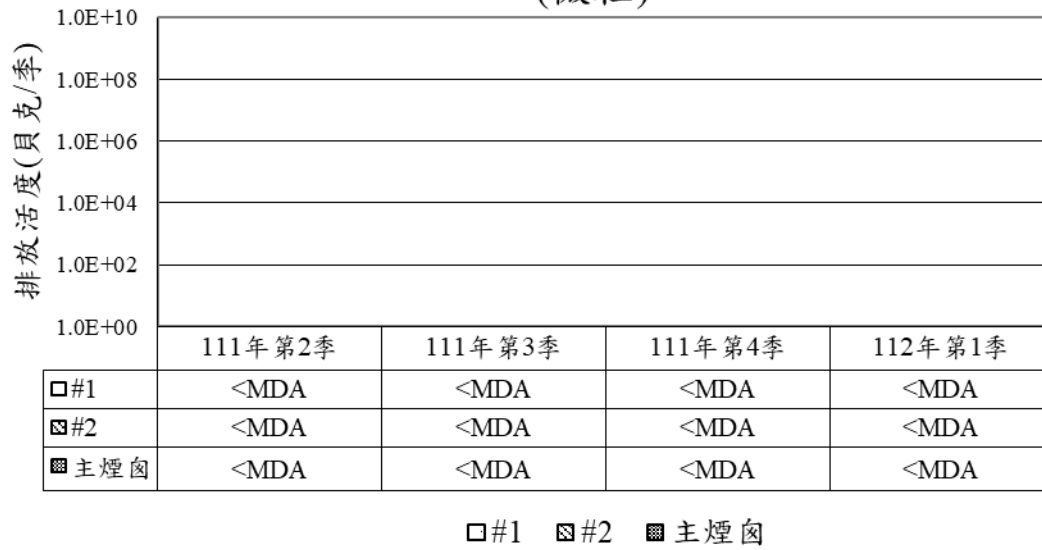 1.0E+10
1.0E+08
1.0E+06
1.0E+04
1.0E+02
1.0E+00
排放活度(貝克/季)
111年第2季 111年第3季 111年第4季 112年第1季
#1 <MDA <MDA <MDA <MDA
#2 <MDA <MDA <MDA <MDA
主煙囪 <MDA <MDA <MDA <MDA
#1 #2 主煙囪